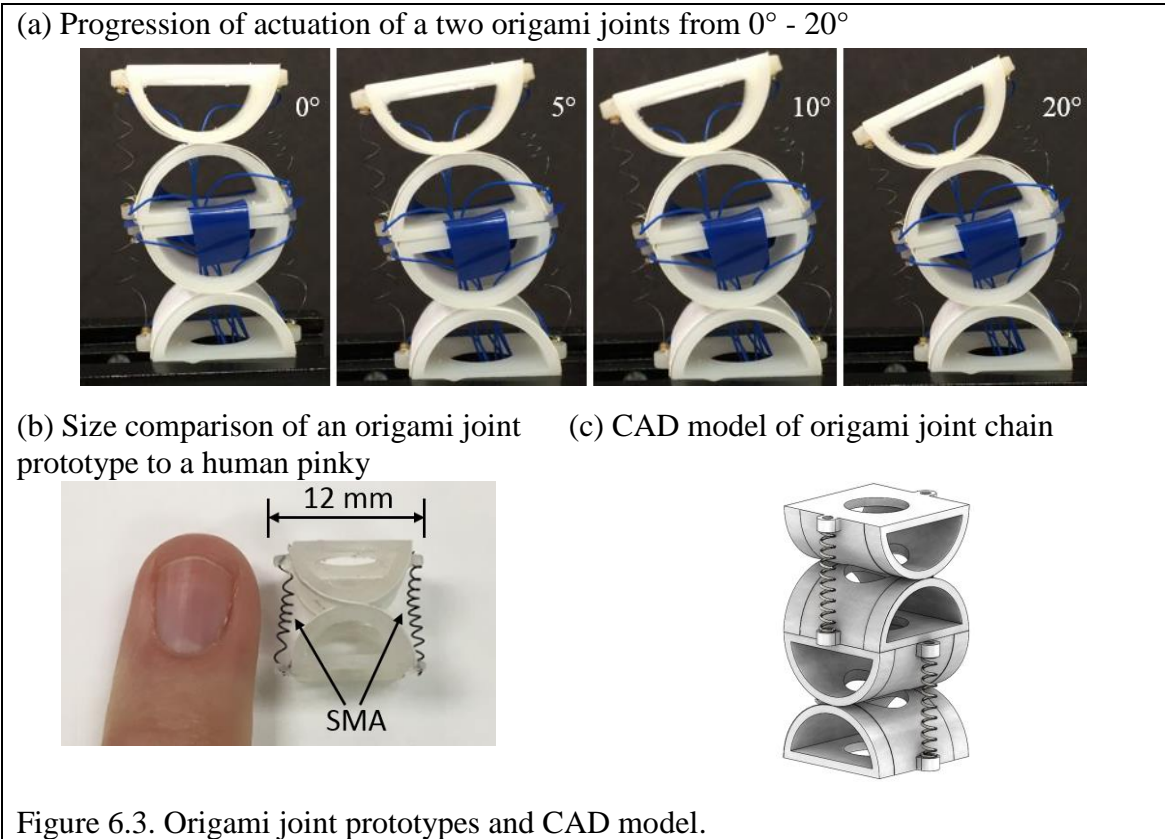 (a) Progression of actuation of a two origami joints from 0° - 20°
0°
5°
10°
20°
(b) Size comparison of an origami joint
prototype to a human pinky
(c) CAD model of origami joint chain
12 mm
SMA
Figure 6.3. Origami joint prototypes and CAD model.